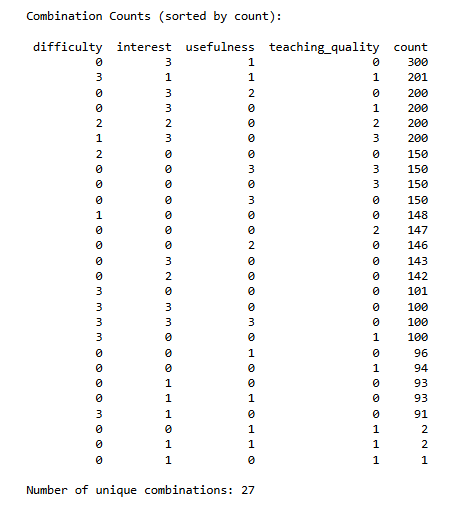 Combination Counts (sorted by count):
difficulty interest usefulness teaching_quality count
0 3 1 0 300
3 1 1 1 201
0 3 2 0 200
0 3 0 1 200
2 2 0 2 200
1 3 0 3 200
2 0 0 0 150
0 0 3 3 150
0 0 0 3 150
0 0 3 0 150
1 0 0 0 148
0 0 0 2 147
0 0 2 0 146
0 3 0 0 143
0 2 0 0 142
3 0 0 0 101
3 3 0 0 100
3 3 3 0 100
3 0 0 1 100
0 0 1 0 96
0 0 0 1 94
0 1 0 0 93
0 1 1 0 93
3 1 0 0 91
0 0 1 1 2
0 1 1 1 2
0 1 0 1 1
Number of unique combinations: 27